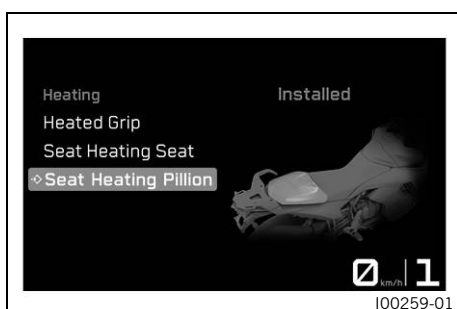 Heating
Installed
Heated Grip
Seat Heating Seat
Seat Heating Pillion
0 km/h 1
I00259-01